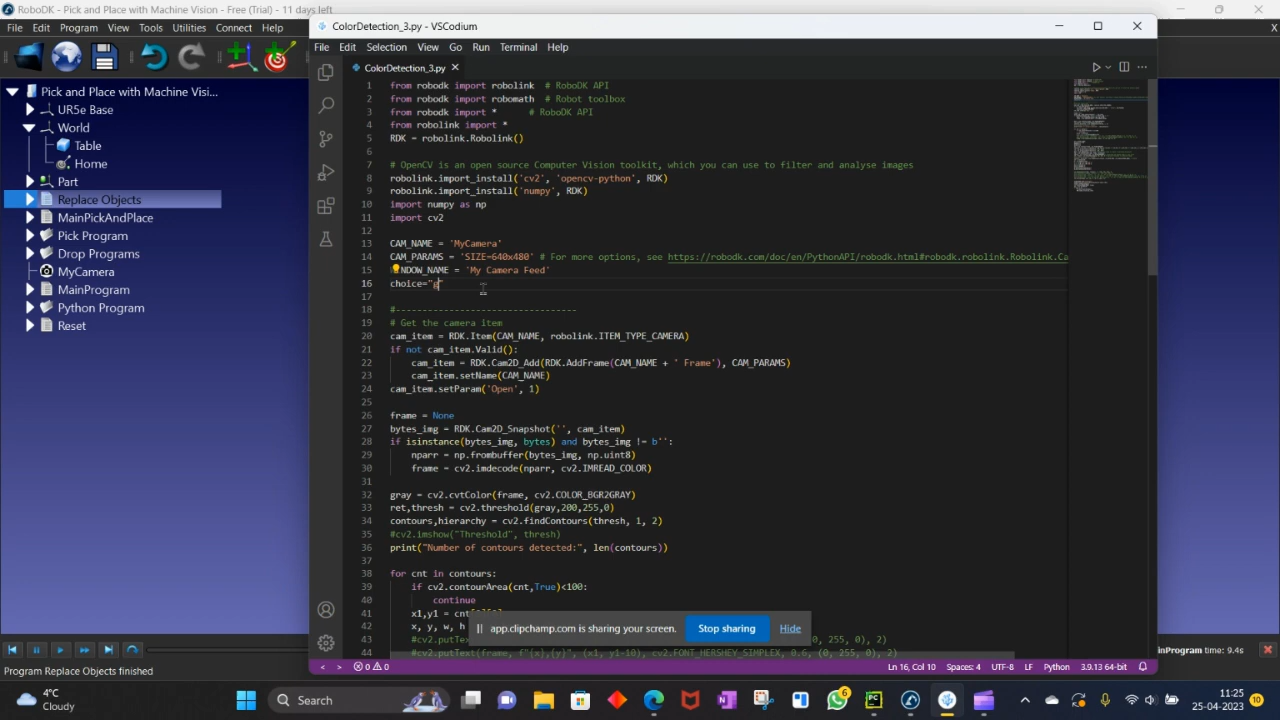 RoboDK - Pick and Place with Machine Vision - Free (Trial) - 11 days left
File Edit Program View Tools Utilities Connect Help
Pick and Place with Machine Visi...
UR5e Base
World
Table
Home
Part
Replace Objects
MainPickAndPlace
Pick Program
Drop Programs
MyCamera
MainProgram
Python Program
Reset
ColorDetection_3.py - VSCodium
File Edit Selection View Go Run Terminal Help
ColorDetection_3.py
1 from robodk import robolink # RoboDK API
2 from robodk import robomath # Robot toolbox
3 from robodk import * # RoboDK API
4 from robolink import *
5 RDK = robolink.Robolink()
6
7 # OpenCV is an open source Computer Vision toolkit, which you can use to filter and analyse images
8 robolink.import_install('cv2', 'opencv-python', RDK)
9 robolink.import_install('numpy', RDK)
10 import numpy as np
11 import cv2
12
13 CAM_NAME = 'MyCamera'
14 CAM_PARAMS = 'SIZE=640x480' # For more options, see https://robodk.com/doc/en/PythonAPI/robodk.html#robodk.robolink.Robolink.Ca
15 NDOW_NAME = 'My Camera Feed'
16 choice="g"
17
18 #---------------------------------
19 # Get the camera item
20 cam_item = RDK.Item(CAM_NAME, robolink.ITEM_TYPE_CAMERA)
21 if not cam_item.Valid():
22 cam_item = RDK.Cam2D_Add(RDK.AddFrame(CAM_NAME + ' Frame'), CAM_PARAMS)
23 cam_item.setName(CAM_NAME)
24 cam_item.setParam('Open', 1)
25
26 frame = None
27 bytes_img = RDK.Cam2D_Snapshot('', cam_item)
28 if isinstance(bytes_img, bytes) and bytes_img != b'':
29 nparr = np.frombuffer(bytes_img, np.uint8)
30 frame = cv2.imdecode(nparr, cv2.IMREAD_COLOR)
31
32 gray = cv2.cvtColor(frame, cv2.COLOR_BGR2GRAY)
33 ret,thresh = cv2.threshold(gray,200,255,0)
34 contours,hierarchy = cv2.findContours(thresh, 1, 2)
35 #cv2.imshow("Threshold", thresh)
36 print("Number of contours detected:", len(contours))
37
38 for cnt in contours:
39 if cv2.contourArea(cnt,True)<100:
40 continue
41 x1,y1 = cnt
42 x, y, w, h
43 #cv2.putTex 0, 255, 0), 2)
44 #cv2.putText(frame, f"{x},{y}", (x1, y1-10), cv2.FONT_HERSHEY_SIMPLEX, 0.6, (0, 255, 0), 2)
app.clipchamp.com is sharing your screen. Stop sharing Hide
Ln 16, Col 10 Spaces: 4 UTF-8 LF Python 3.9.13 64-bit
0 0
inProgram time: 9.4s
Program Replace Objects finished
4°C
Cloudy
Search
6
11:25
25-04-2023
10